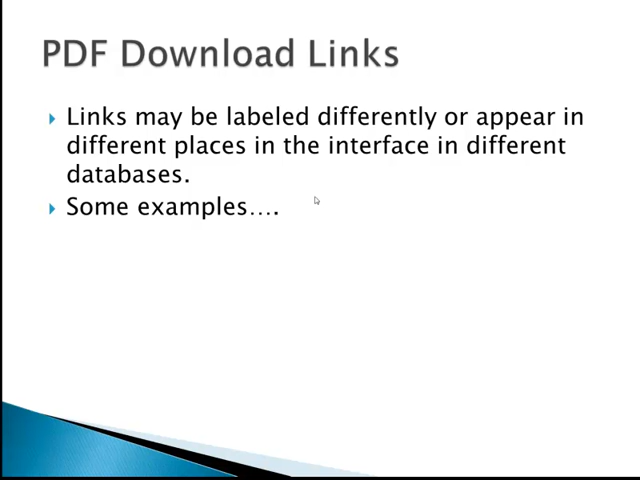 PDF Download Links
Links may be labeled differently or appear in
different places in the interface in different
databases.
Some examples….